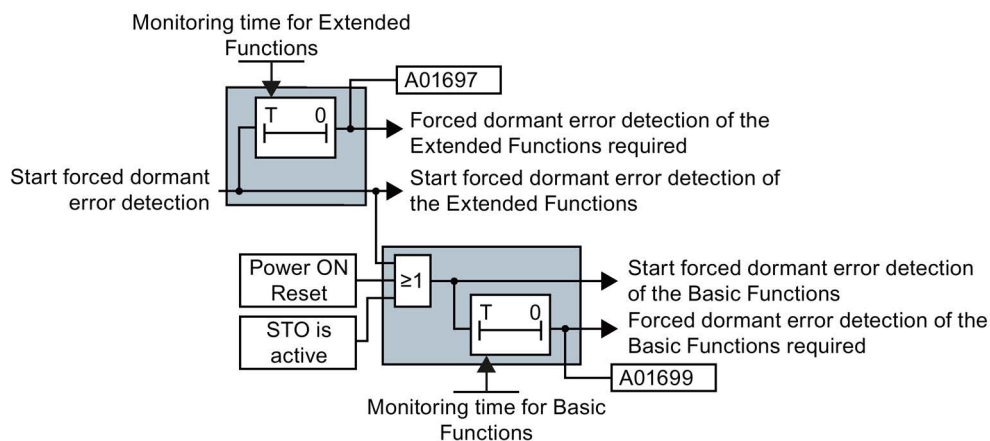 Monitoring time for Extended
Functions
A01697
T 0
Forced dormant error detection of the
Extended Functions required
Start forced dormant
error detection
Start forced dormant error detection of
the Extended Functions
Power ON
Reset
≥1
Start forced dormant error detection
of the Basic Functions
STO is
active
T 0
Forced dormant error detection of the
Basic Functions required
A01699
Monitoring time for Basic
Functions